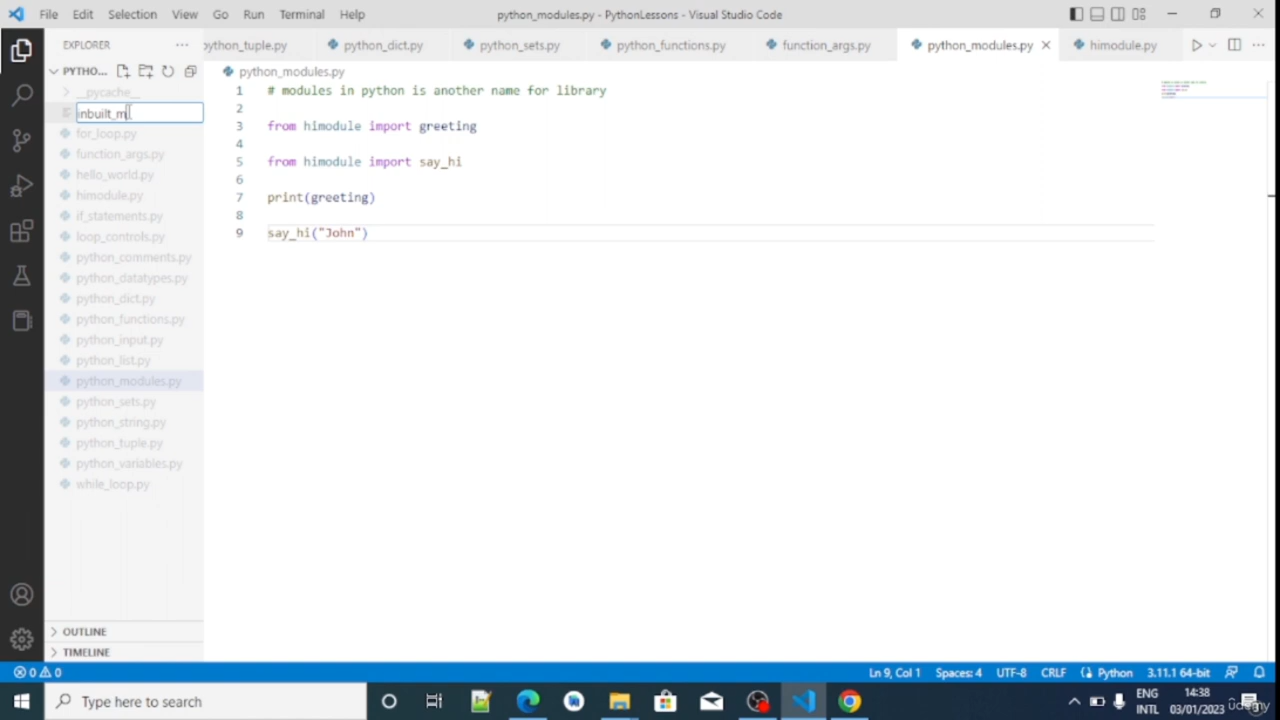 File Edit Selection View Go Run Terminal Help
python_modules.py - PythonLessons - Visual Studio Code
EXPLORER
ython_tuple.py python_dict.py python_sets.py python_functions.py function_args.py python_modules.py himodule.py
PYTHO...
python_modules.py
__pycache__
inbuilt_m
for_loop.py
function_args.py
hello_world.py
himodule.py
if_statements.py
loop_controls.py
python_comments.py
python_datatypes.py
python_dict.py
python_functions.py
python_input.py
python_list.py
python_modules.py
python_sets.py
python_string.py
python_tuple.py
python_variables.py
while_loop.py
1 # modules in python is another name for library
2
3 from himodule import greeting
4
5 from himodule import say_hi
6
7 print(greeting)
8
9 say_hi("John")
OUTLINE
TIMELINE
0 0
Ln 9, Col 1 Spaces: 4 UTF-8 CRLF Python 3.11.1 64-bit
Type here to search
ENG
INTL
14:38
03/01/2023
udemy